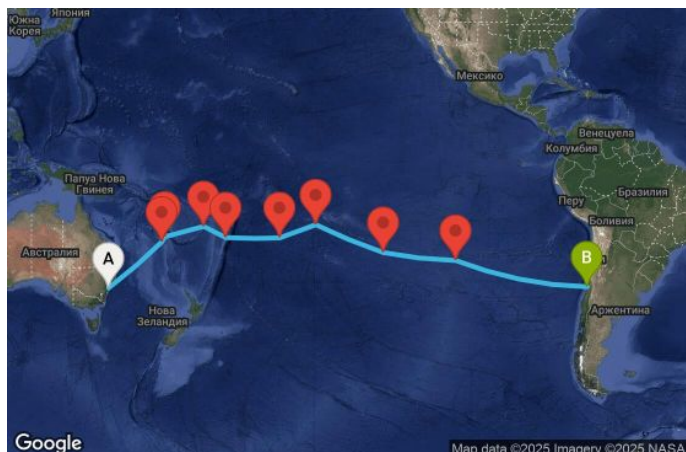 Япония
Южна
Корея
Мексико
Венецуела
Колумбия
Папуа Нова
Гвинея
Бразилия
Перу
Боливия
Австралия
A
B
Нова
Зеландия
Аржентина
Google
Map data ©2025 Imagery ©2025 NASA